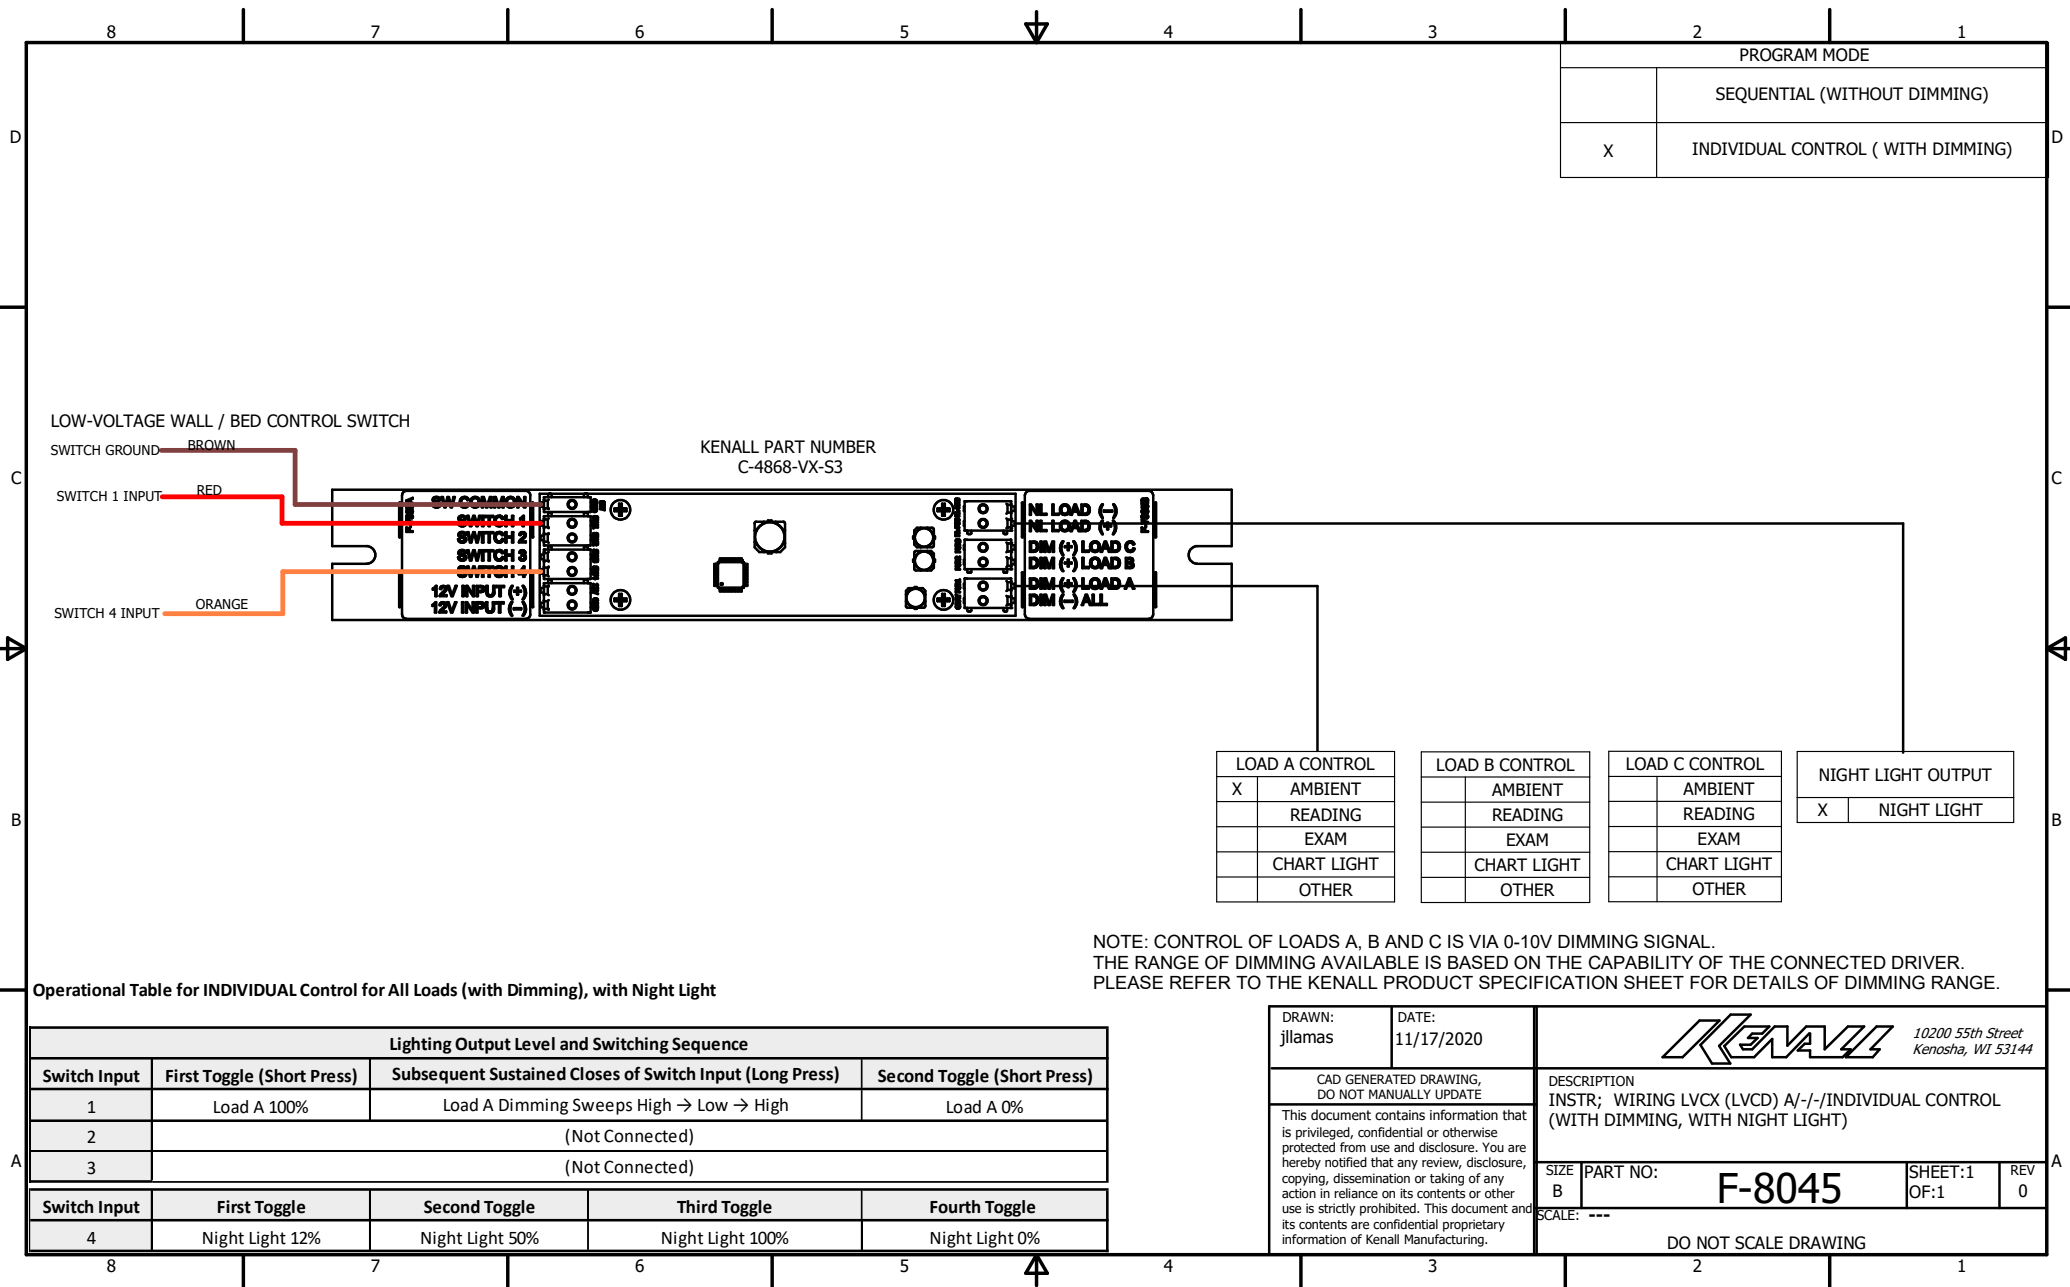 8 7 6 5 4 3 2 1
PROGRAM MODE
SEQUENTIAL (WITHOUT DIMMING)
X INDIVIDUAL CONTROL ( WITH DIMMING)
D D
LOW-VOLTAGE WALL / BED CONTROL SWITCH
SWITCH GROUND BROWN
SWITCH 1 INPUT RED
SWITCH 4 INPUT ORANGE
C C
KENALL PART NUMBER
C-4868-VX-S3
SW COMMON
SWITCH 1
SWITCH 2
SWITCH 3
SWITCH 4
12V INPUT (+)
12V INPUT (–)
NL LOAD (–)
NL LOAD (+)
DIM (+) LOAD C
DIM (+) LOAD B
DIM (+) LOAD A
DIM (–) ALL
LOAD A CONTROL
X AMBIENT
READING
EXAM
CHART LIGHT
OTHER
LOAD B CONTROL
AMBIENT
READING
EXAM
CHART LIGHT
OTHER
LOAD C CONTROL
AMBIENT
READING
EXAM
CHART LIGHT
OTHER
NIGHT LIGHT OUTPUT
X NIGHT LIGHT
B B
NOTE: CONTROL OF LOADS A, B AND C IS VIA 0-10V DIMMING SIGNAL.
THE RANGE OF DIMMING AVAILABLE IS BASED ON THE CAPABILITY OF THE CONNECTED DRIVER.
PLEASE REFER TO THE KENALL PRODUCT SPECIFICATION SHEET FOR DETAILS OF DIMMING RANGE.
Operational Table for INDIVIDUAL Control for All Loads (with Dimming), with Night Light
Lighting Output Level and Switching Sequence
Switch Input First Toggle (Short Press) Subsequent Sustained Closes of Switch Input (Long Press) Second Toggle (Short Press)
1 Load A 100% Load A Dimming Sweeps High → Low → High Load A 0%
2 (Not Connected)
3 (Not Connected)
Switch Input First Toggle Second Toggle Third Toggle Fourth Toggle
4 Night Light 12% Night Light 50% Night Light 100% Night Light 0%
A A
DRAWN:
jllamas
DATE:
11/17/2020
CAD GENERATED DRAWING,
DO NOT MANUALLY UPDATE
This document contains information that
is privileged, confidential or otherwise
protected from use and disclosure. You are
hereby notified that any review, disclosure,
copying, dissemination or taking of any
action in reliance on its contents or other
use is strictly prohibited. This document and
its contents are confidential proprietary
information of Kenall Manufacturing.
KENALL
10200 55th Street
Kenosha, WI 53144
DESCRIPTION
INSTR; WIRING LVCX (LVCD) A/-/-/INDIVIDUAL CONTROL
(WITH DIMMING, WITH NIGHT LIGHT)
SIZE
B
PART NO: F-8045
SHEET:1
OF:1
REV
0
SCALE: ---
DO NOT SCALE DRAWING
8 7 6 5 4 3 2 1